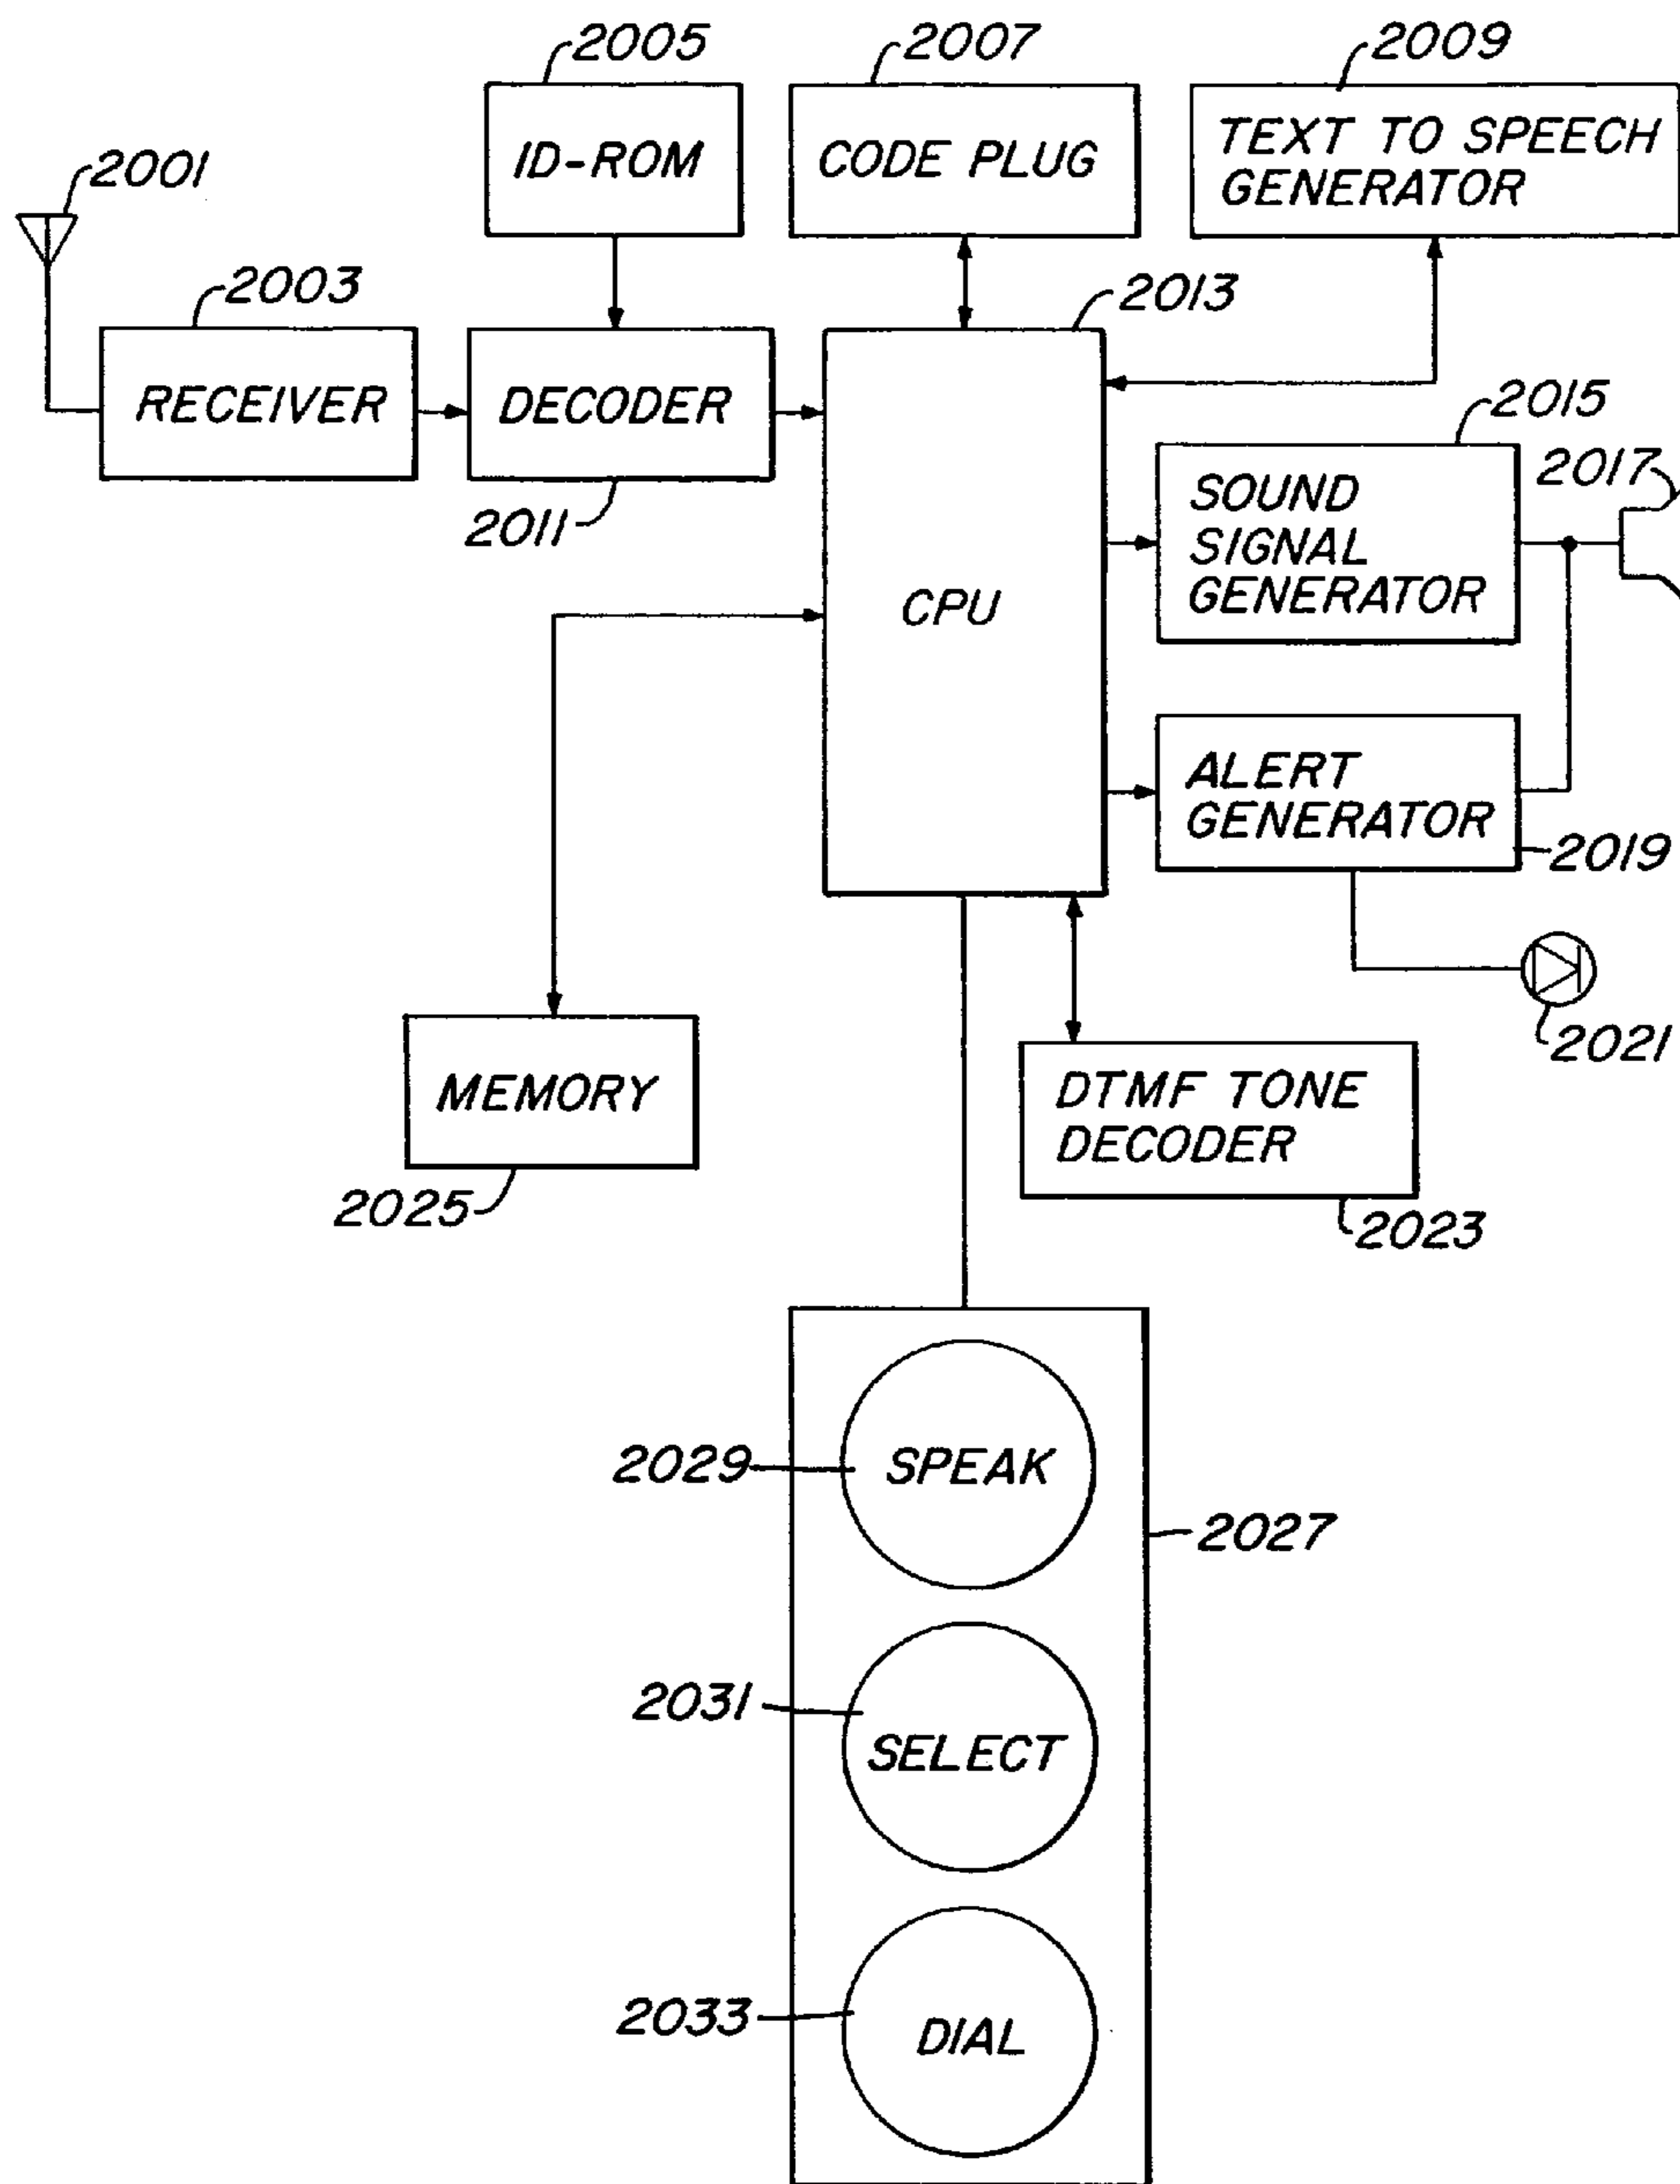 2005
2007
2009
ID-ROM
CODE PLUG
TEXT TO SPEECH
GENERATOR
2001
2003
2013
RECEIVER
DECODER
2011
2015
SOUND
SIGNAL
GENERATOR
2017
CPU
ALERT
GENERATOR
2019
2021
MEMORY
2025
DTMF TONE
DECODER
2023
SPEAK
2029
2027
2031
SELECT
2033
DIAL